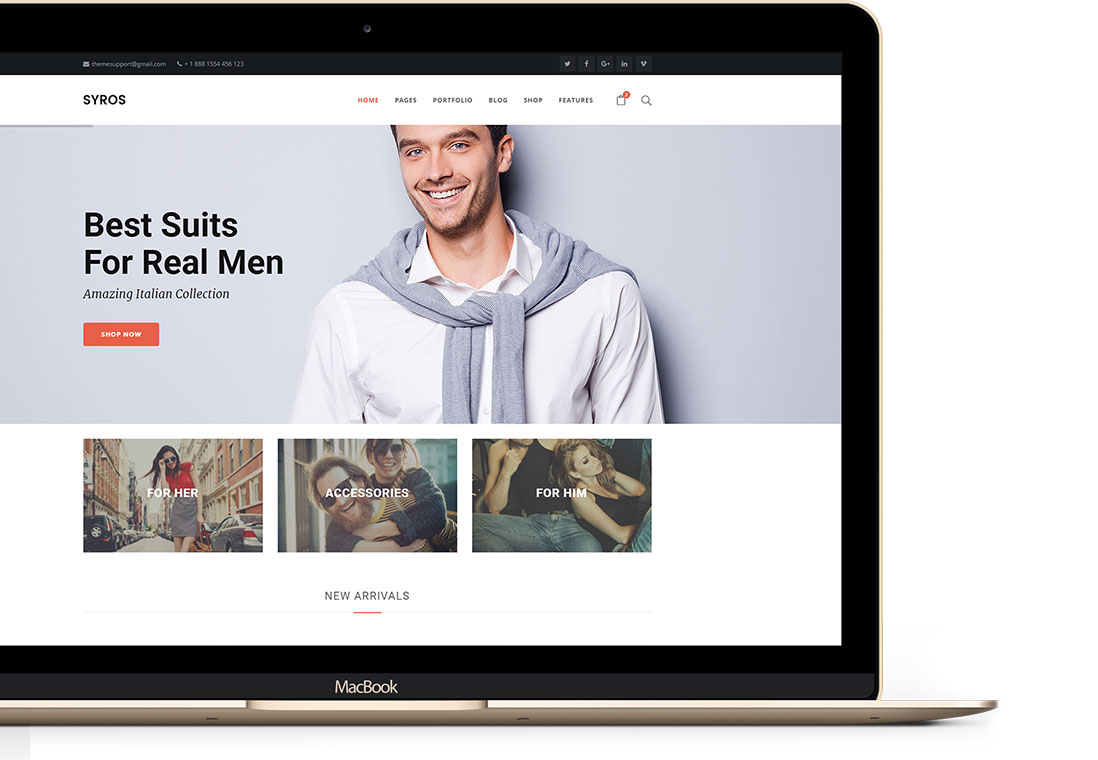 themesupport@gmail.com + 1 888 1554 456 123
SYROS
HOME PAGES PORTFOLIO BLOG SHOP FEATURES
2
Best Suits
For Real Men
Amazing Italian Collection
SHOP NOW
FOR HER ACCESSORIES FOR HIM
NEW ARRIVALS
MacBook